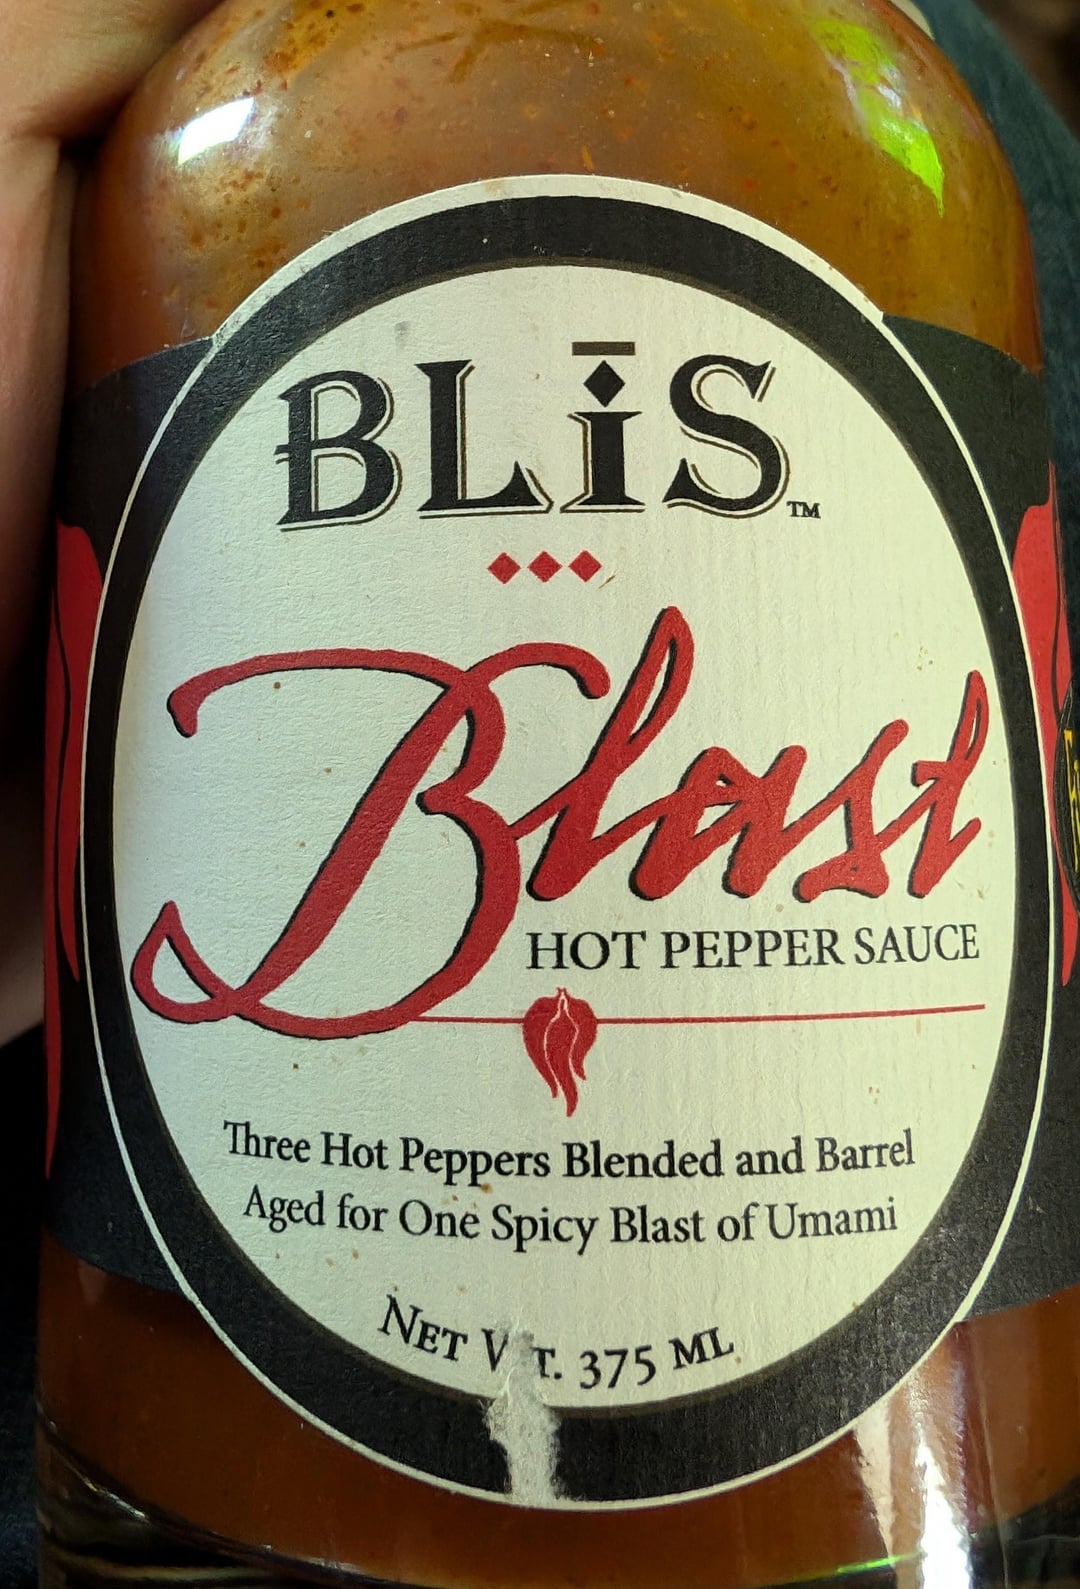 BLiS™
Blast
HOT PEPPER SAUCE
Three Hot Peppers Blended and Barrel
Aged for One Spicy Blast of Umami
NET T. 375 ML